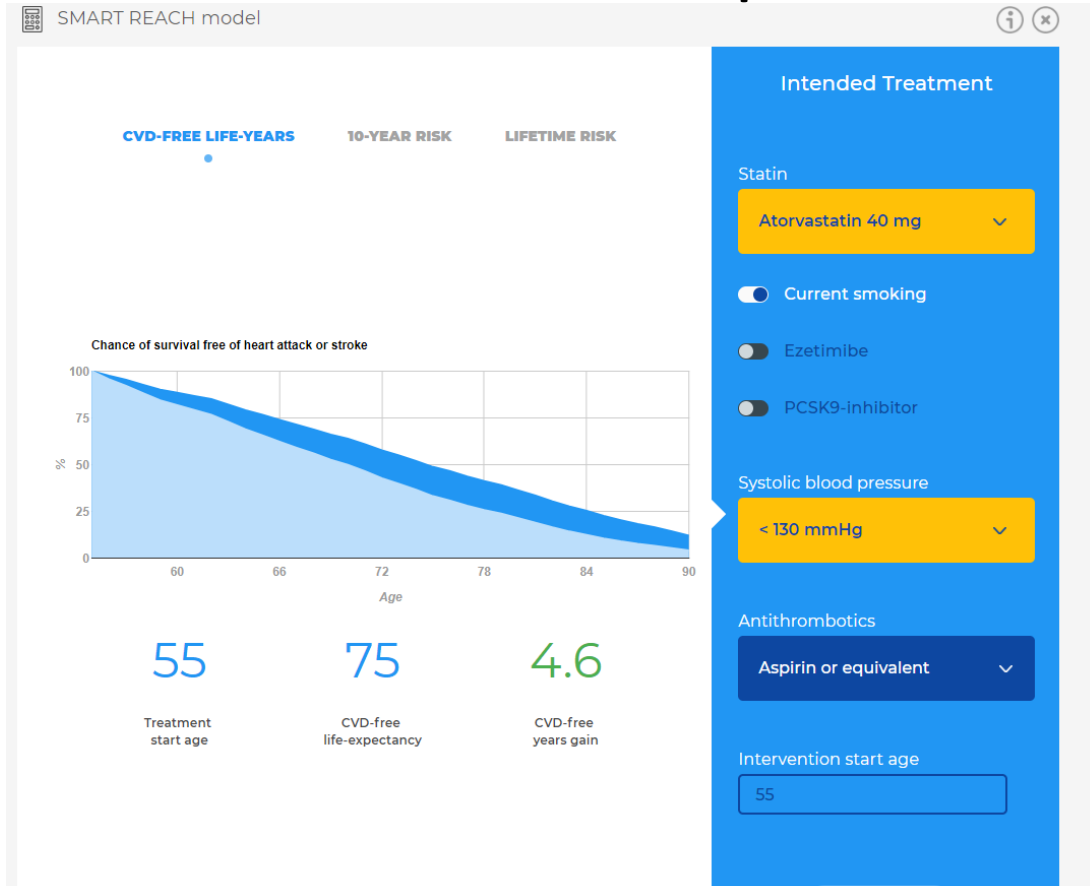 SMART REACH model
Intended Treatment
CVD-FREE LIFE-YEARS 10-YEAR RISK LIFETIME RISK
Statin
Atorvastatin 40 mg
Current smoking
Ezetimibe
PCSK9-inhibitor
Systolic blood pressure
< 130 mmHg
Antithrombotics
Aspirin or equivalent
Intervention start age
55
Chance of survival free of heart attack or stroke
100
75
50
25
0
%
60 66 72 78 84 90
Age
55 75 4.6
Treatment CVD-free CVD-free
start age life-expectancy years gain